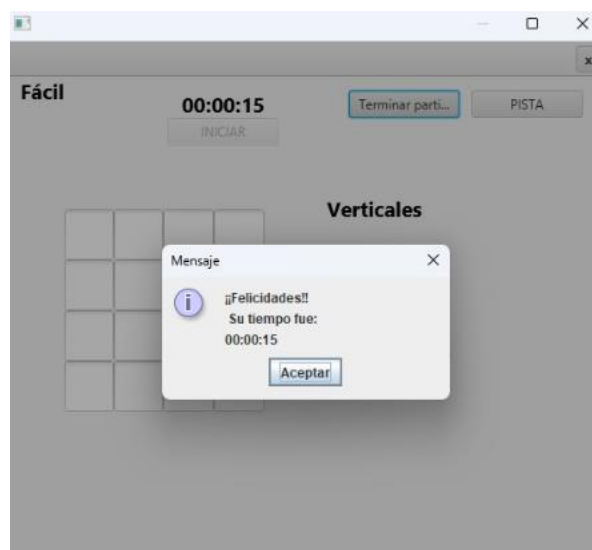 x
Fácil
00:00:15
Terminar parti...
PISTA
INICIAR
Verticales
Mensaje
¡¡Felicidades!!
Su tiempo fue:
00:00:15
Aceptar